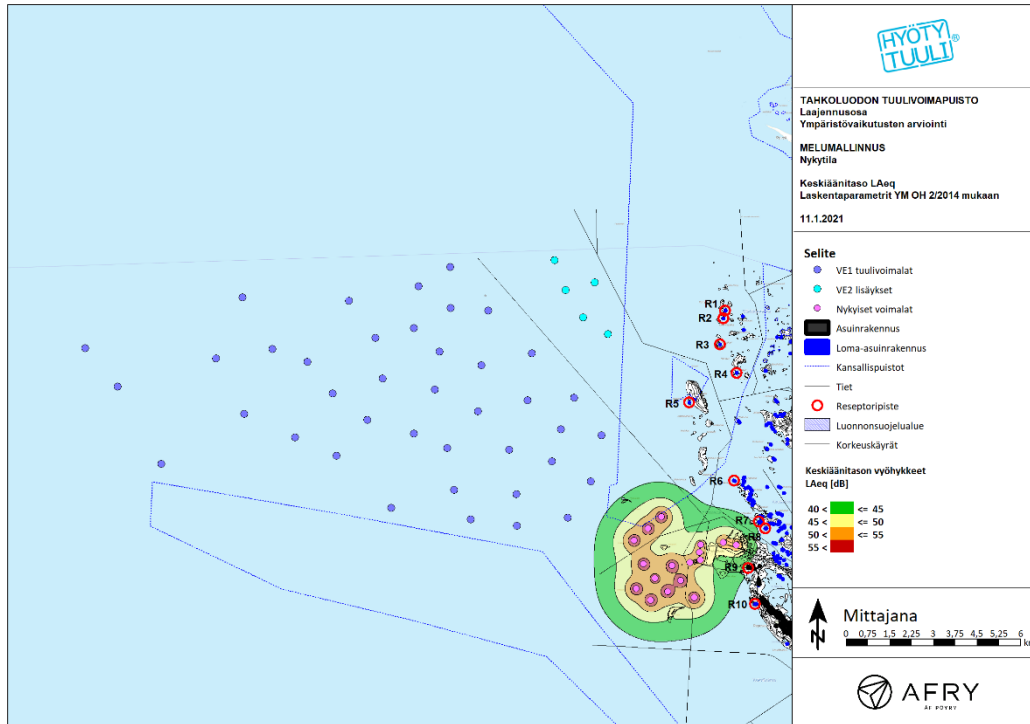 HYÖTY
TUULI®
TAHKOLUODON TUULIVOIMAPUISTO
Laajennusosa
Ympäristövaikutusten arviointi
MELUMALLINNUS
Nykytila
Keskiäänitaso LAeq
Laskentaparametrit YM OH 2/2014 mukaan
11.1.2021
Selite
VE1 tuulivoimalat
VE2 lisäykset
Nykyiset voimalat
Asuinrakennus
Loma-asuinrakennus
Kansallispuistot
Tiet
Reseptoripiste
Luonnonsuojelualue
Korkeuskäyrät
Keskiäänitason vyöhykkeet
LAeq [dB]
40 < <= 45
45 < <= 50
50 < <= 55
55 <
N
Mittajana
0 0,75 1,5 2,25 3 3,75 4,5 5,25 6
AFRY
ÅF PÖYRY
R1
R2
R3
R4
R5
R6
R7
R8
R9
R10